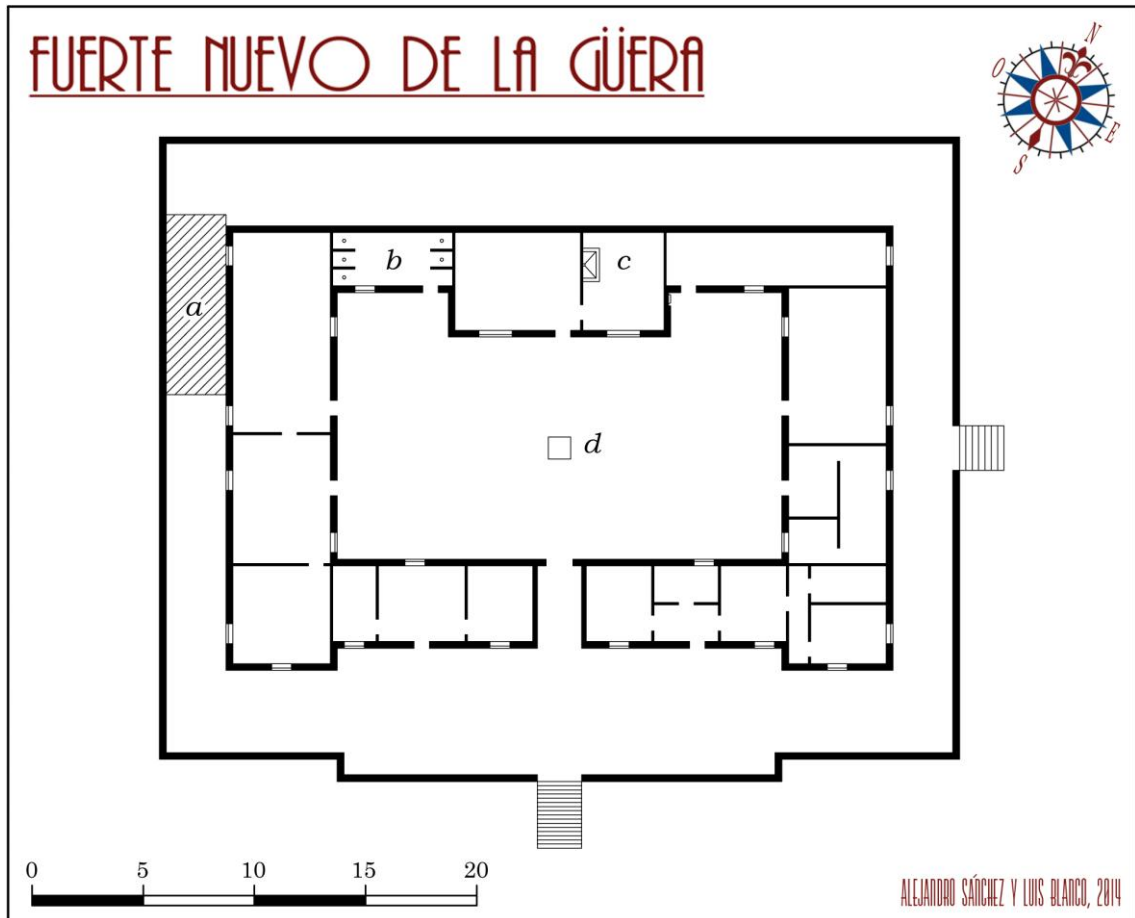 FUERTE NUEVO DE LA GÜERA
N
O
E
S
a
b
c
d
0 5 10 15 20
ALEJANDRO SÁNCHEZ Y LUIS BLANCO, 2014